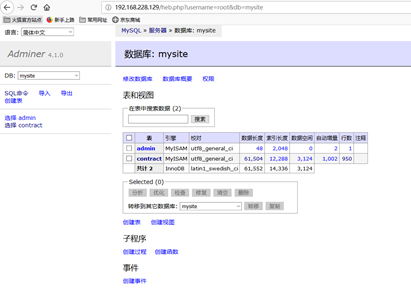 192.168.228.129/heb.php?username=root&db=mysite
火狐官方站点 新手上路 常用网址 京东商城
语言: 简体中文
MySQL » 服务器 » 数据库: mysite
Adminer 4.1.0
数据库: mysite
DB: mysite
修改数据库 数据库概要 权限
SQL命令 导入 导出
创建表
表和视图
选择 admin
选择 contract
在表中搜索数据 (2)
搜索
表 引擎 校对 数据长度 索引长度 数据空间 自动增量 行数 注释
admin MyISAM utf8_general_ci 48 2,048 0 2 1
contract MyISAM utf8_general_ci 61,504 12,288 3,124 1,002 950
共计 2 InnoDB latin1_swedish_ci 61,552 14,336 3,124
Selected (0)
分析 优化 检查 修复 清空 删除
转移到其它数据库: mysite 转移 复制
创建表 创建视图
子程序
创建过程 创建函数
事件
创建事件